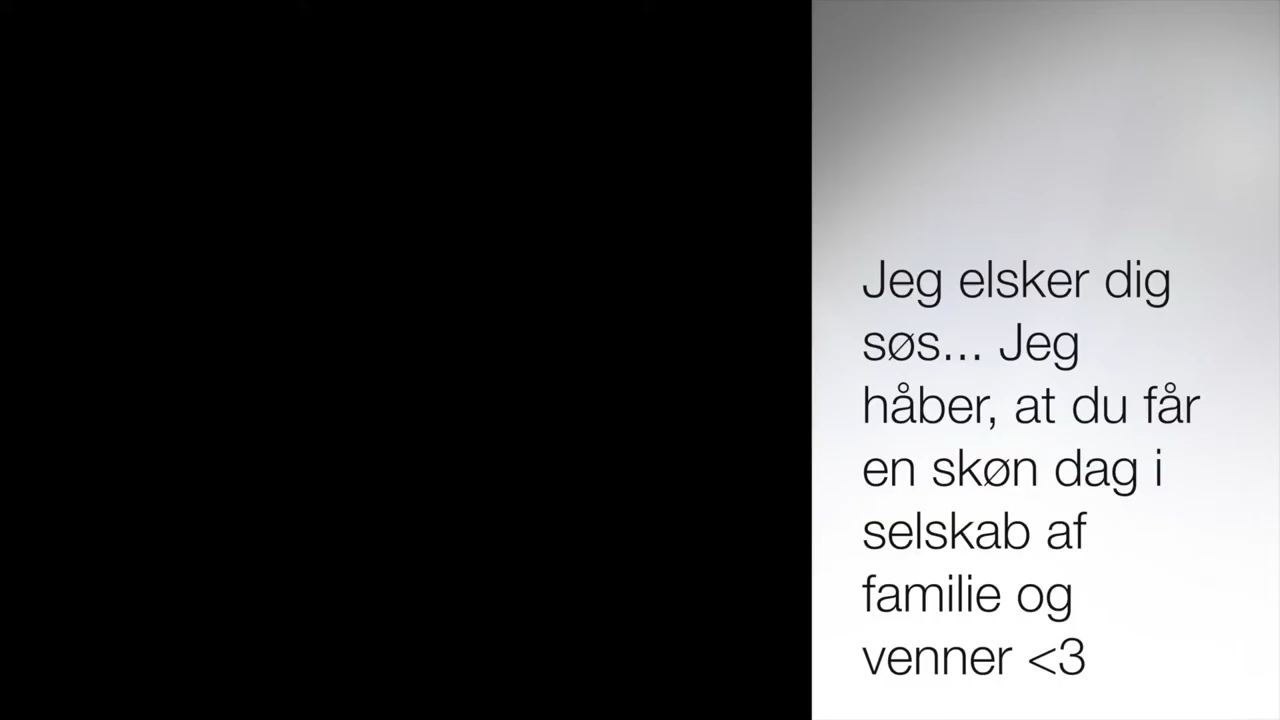 Jeg elsker dig
søs... Jeg
håber, at du får
en skøn dag i
selskab af
familie og
venner <3